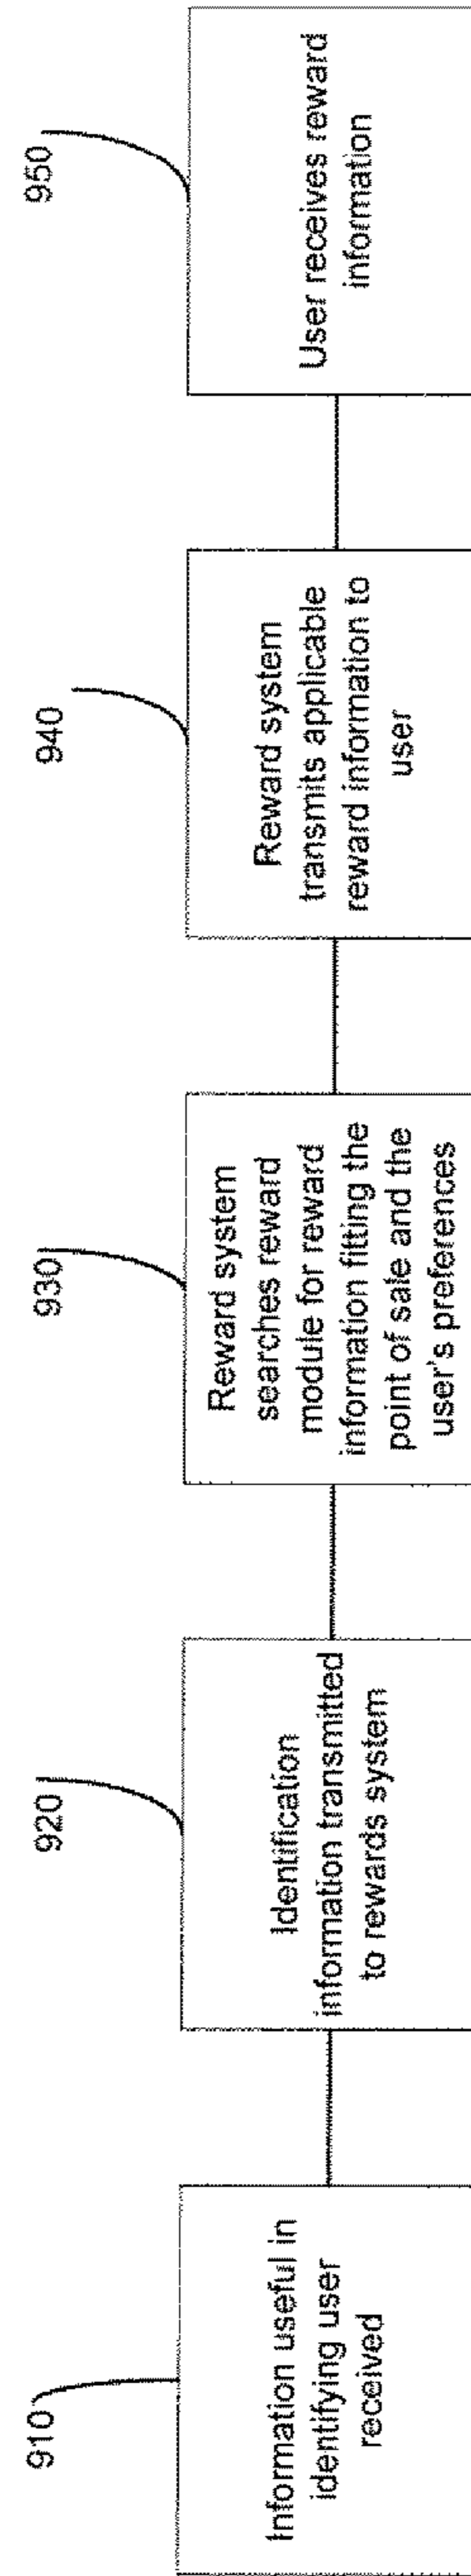 910
Information useful in
identifying user
received
920
Identification
information transmitted
to rewards system
930
Reward system
searches reward
module for reward
information fitting the
point of sale and the
user's preferences
940
Reward system
transmits applicable
reward information to
user
950
User receives reward
information